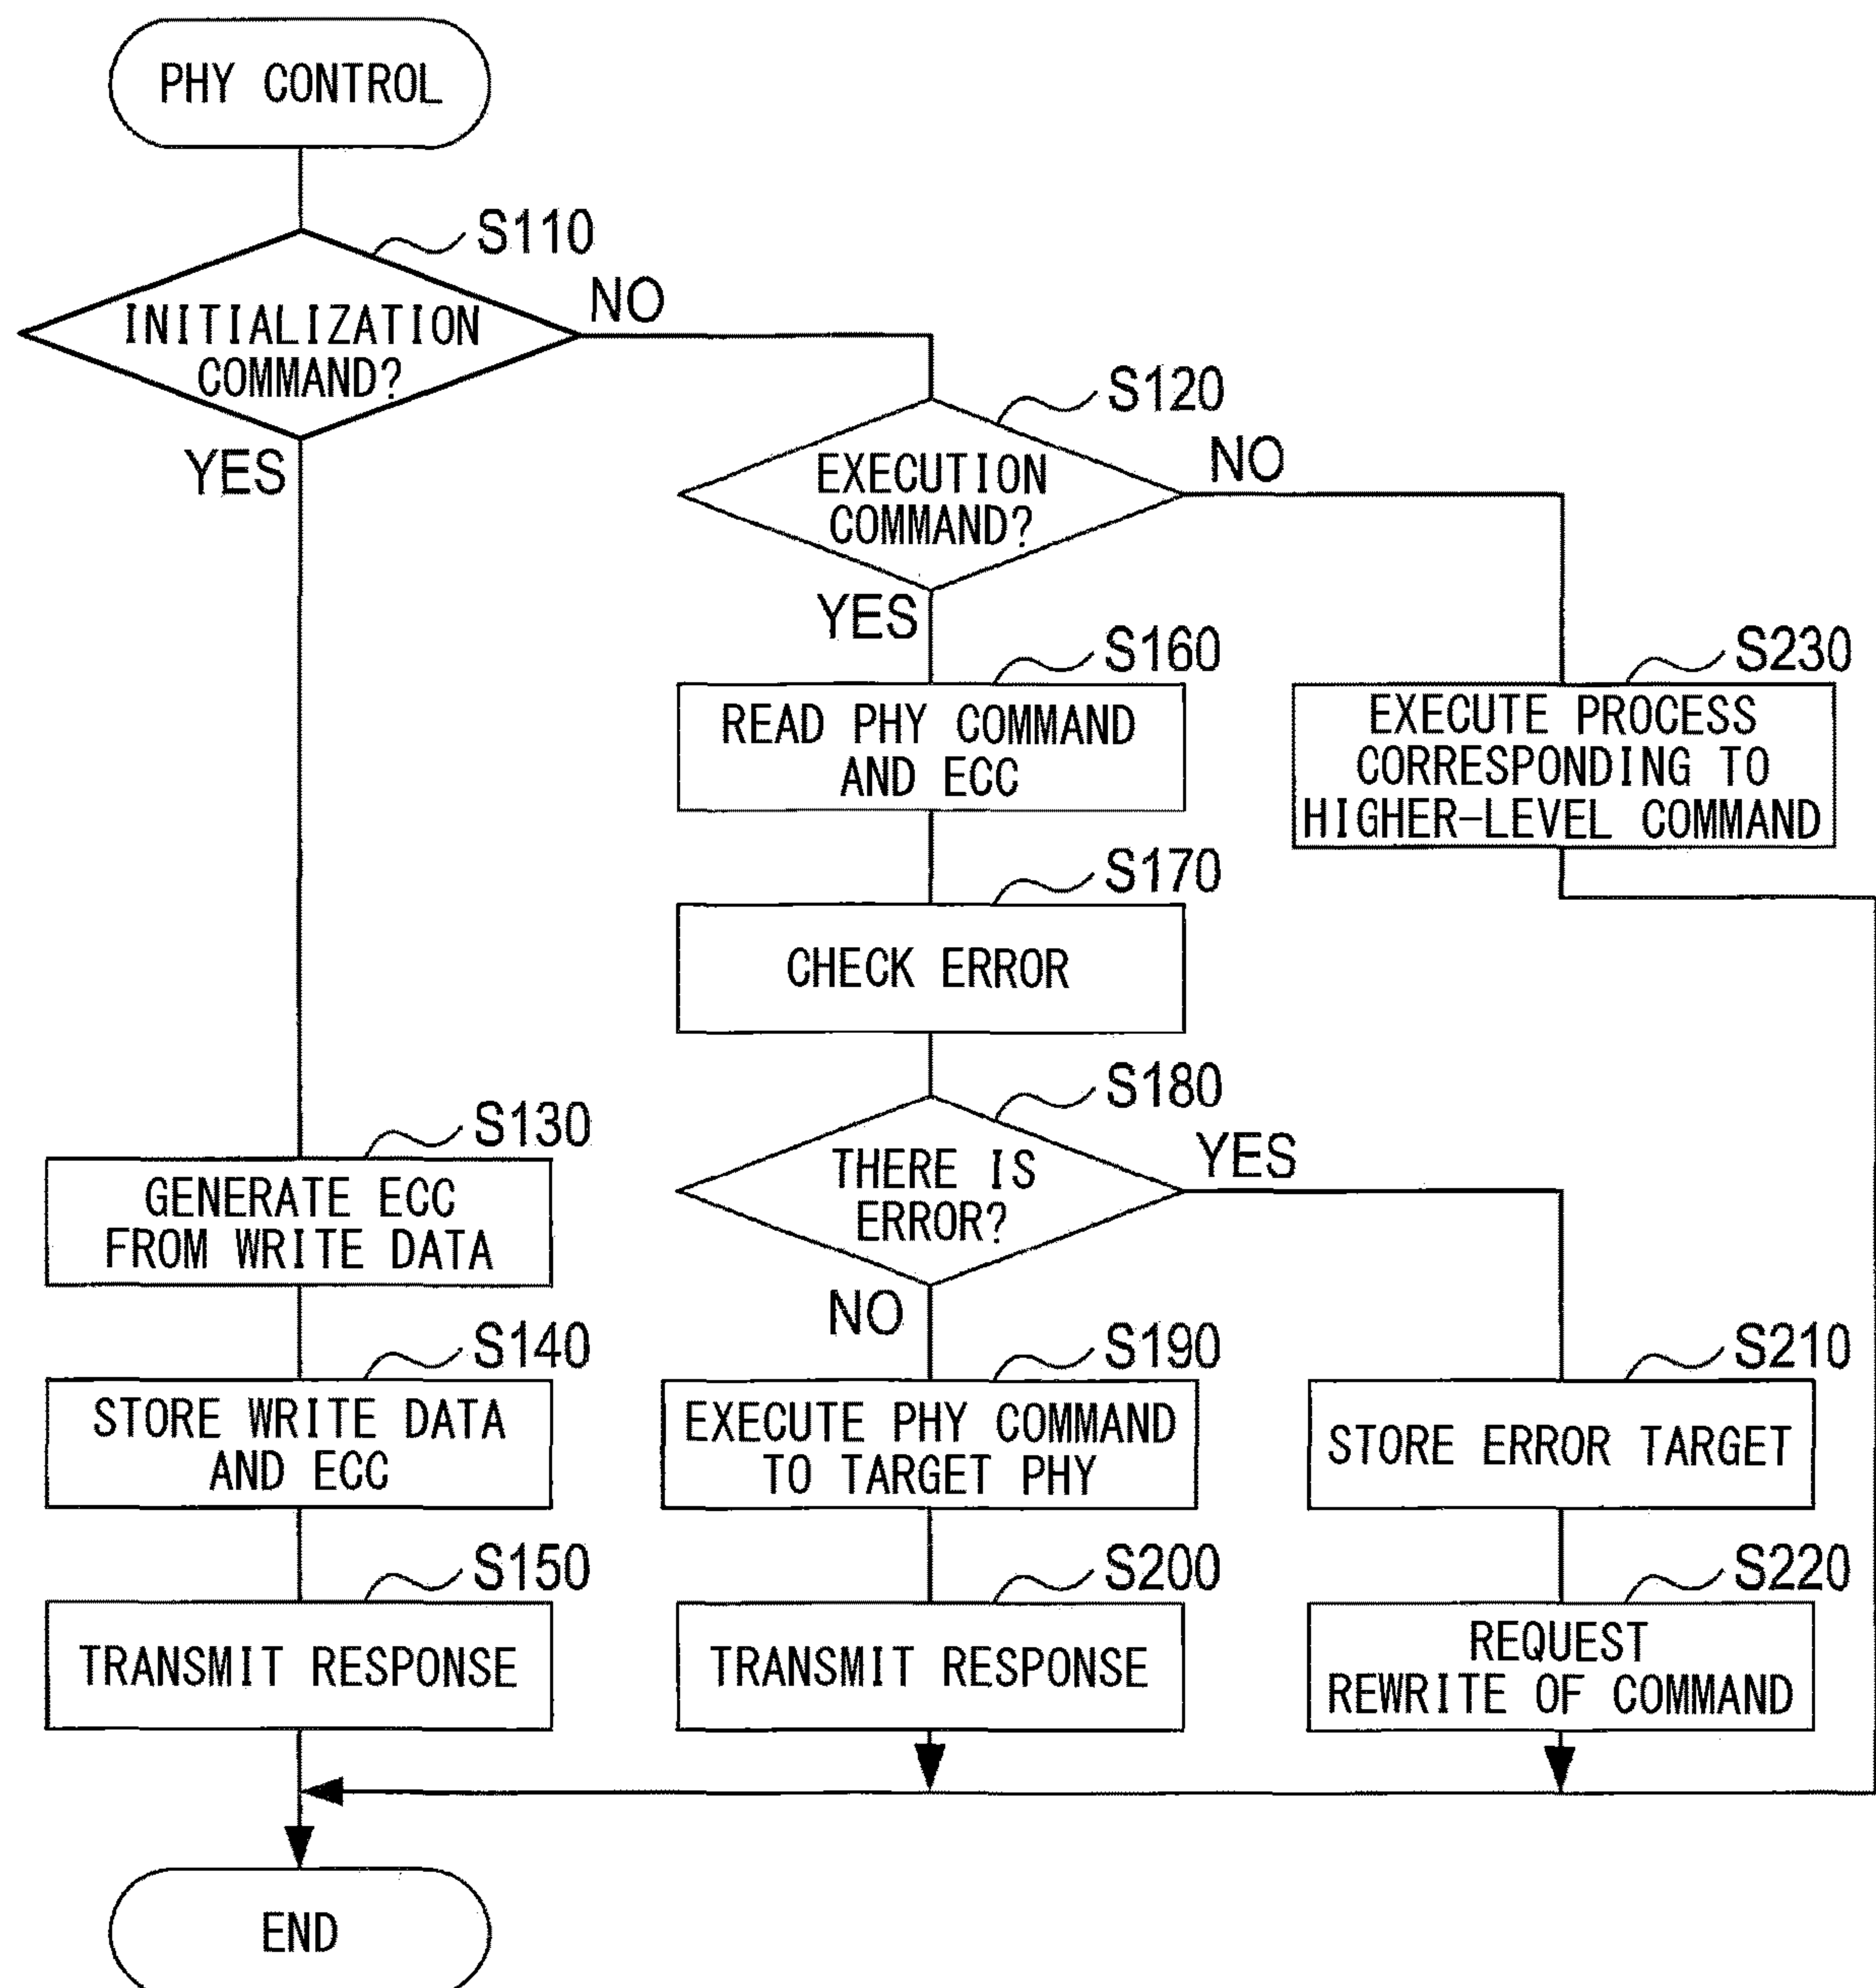 PHY CONTROL
S110
INITIALIZATION
COMMAND?
NO
YES
S120
EXECUTION
COMMAND?
NO
YES
S160
READ PHY COMMAND
AND ECC
S230
EXECUTE PROCESS
CORRESPONDING TO
HIGHER-LEVEL COMMAND
S170
CHECK ERROR
S180
THERE IS
ERROR?
YES
NO
S130
GENERATE ECC
FROM WRITE DATA
S140
STORE WRITE DATA
AND ECC
S190
EXECUTE PHY COMMAND
TO TARGET PHY
S210
STORE ERROR TARGET
S150
TRANSMIT RESPONSE
S200
TRANSMIT RESPONSE
S220
REQUEST
REWRITE OF COMMAND
END